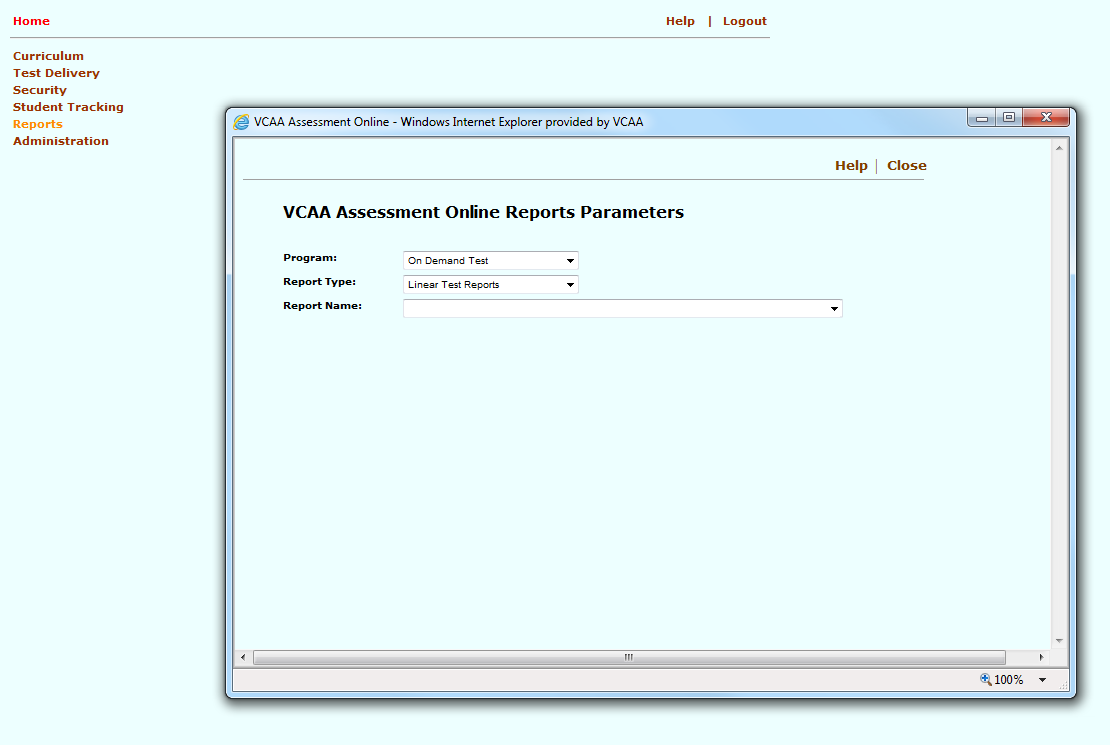 Home Help | Logout
Curriculum
Test Delivery
Security
Student Tracking
Reports
Administration
VCAA Assessment Online - Windows Internet Explorer provided by VCAA
Help | Close
VCAA Assessment Online Reports Parameters
Program: On Demand Test
Report Type: Linear Test Reports
Report Name:
100%